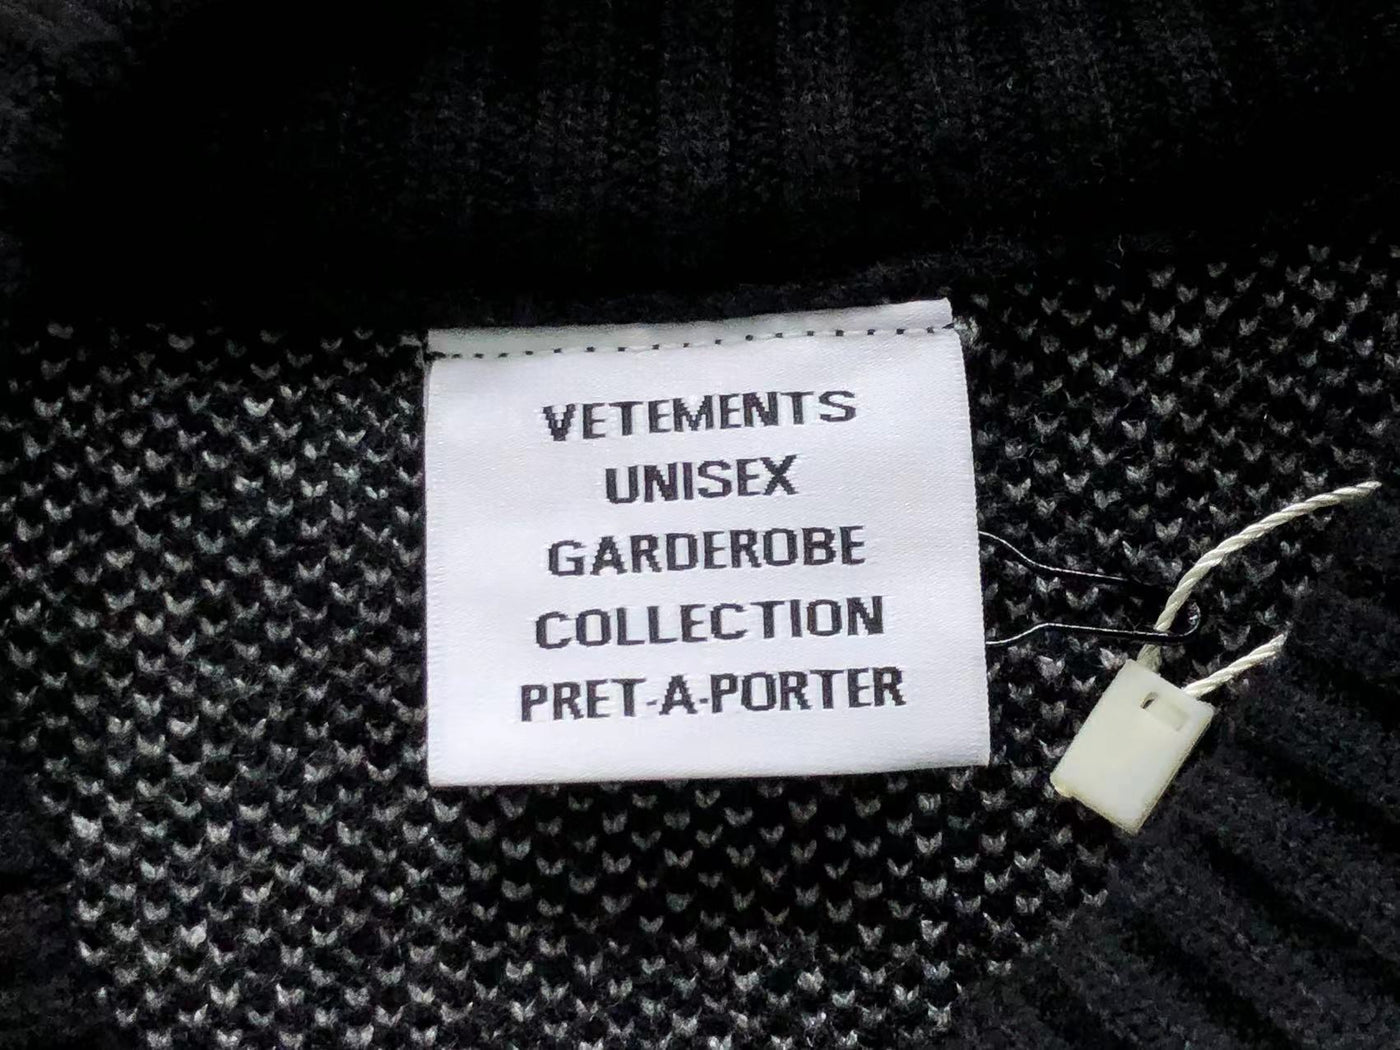 VETEMENTS
UNISEX
GARDEROBE
COLLECTION
PRET-A-PORTER